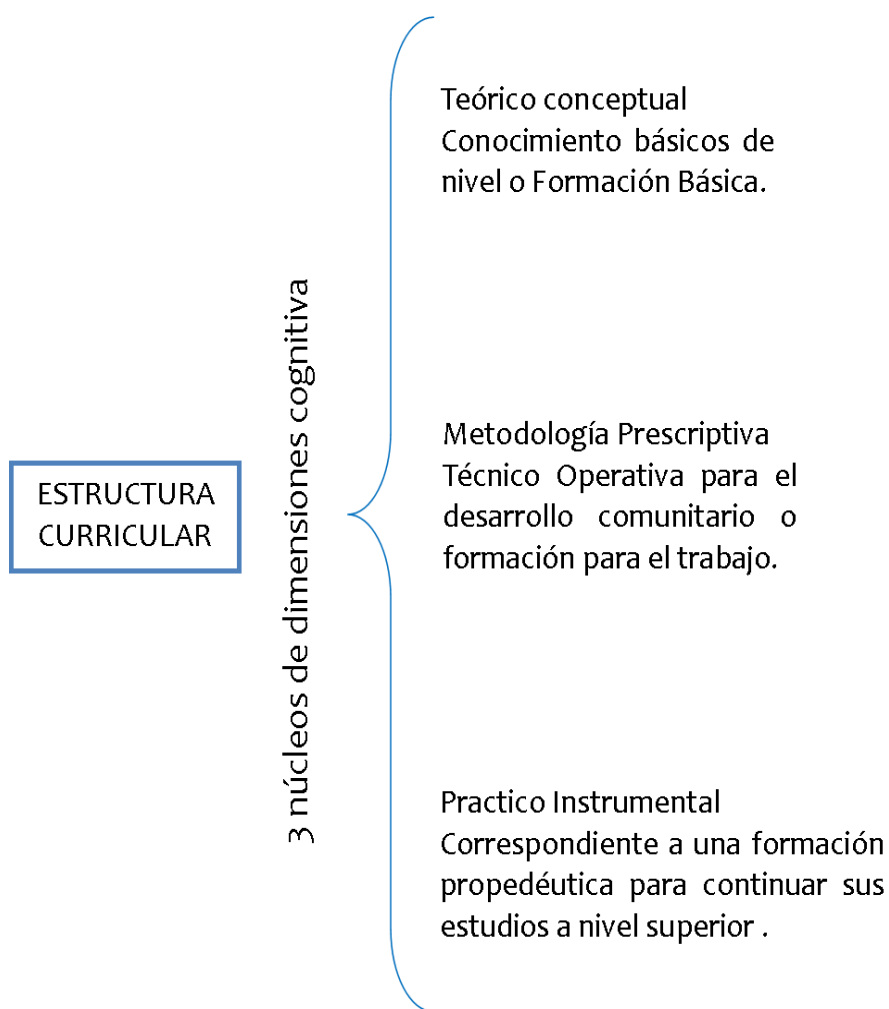 ESTRUCTURA
CURRICULAR
3 núcleos de dimensiones cognitiva
Teórico conceptual
Conocimiento básicos de
nivel o Formación Básica.
Metodología Prescriptiva
Técnico Operativa para el
desarrollo comunitario o
formación para el trabajo.
Practico Instrumental
Correspondiente a una formación
propedéutica para continuar sus
estudios a nivel superior .